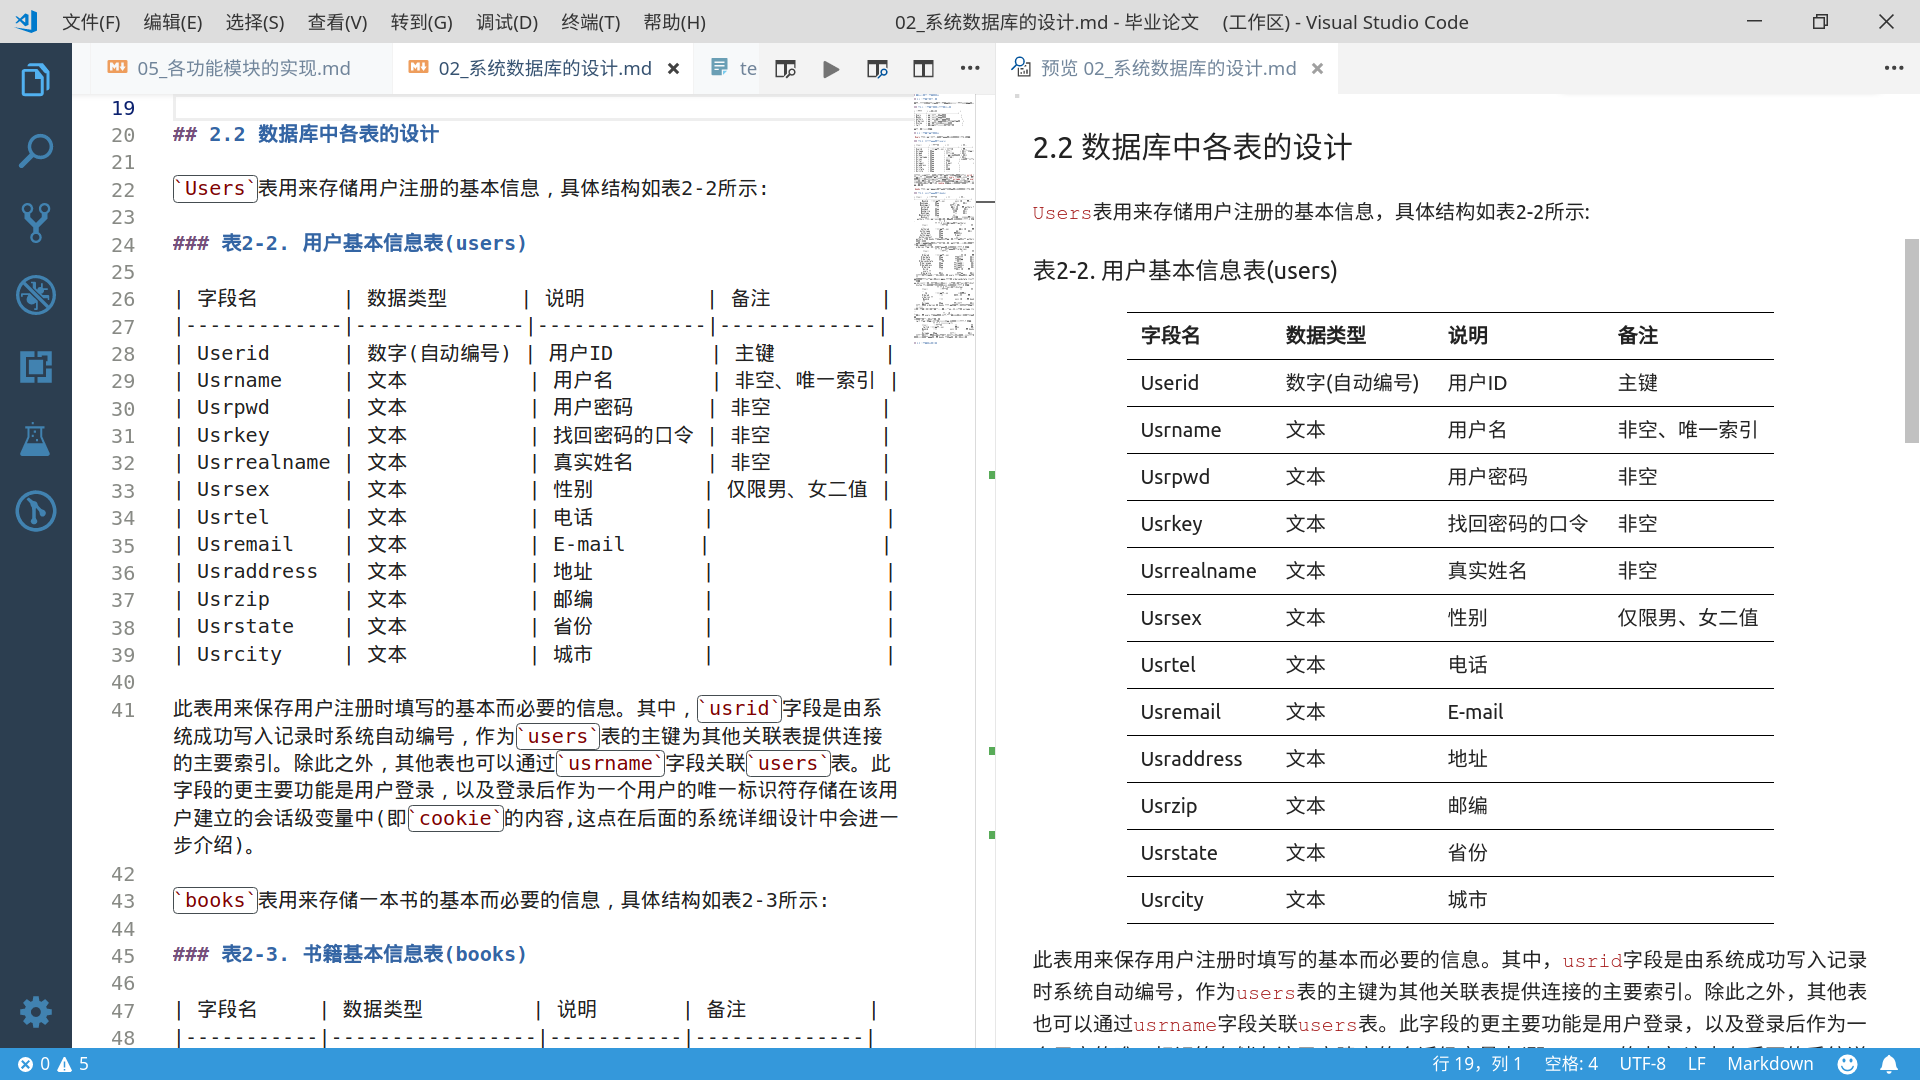 文件(F) 编辑(E) 选择(S) 查看(V) 转到(G) 调试(D) 终端(T) 帮助(H) 02_系统数据库的设计.md - 毕业论文 (工作区) - Visual Studio Code
05_各功能模块的实现.md 02_系统数据库的设计.md te 预览 02_系统数据库的设计.md
19
20 ## 2.2 数据库中各表的设计
21
22 `Users`表用来存储用户注册的基本信息，具体结构如表2-2所示:
23
24 ### 表2-2. 用户基本信息表(users)
25
26 | 字段名 | 数据类型 | 说明 | 备注 |
27 |-------------|--------------|--------------|-------------|
28 | Userid | 数字(自动编号) | 用户ID | 主键 |
29 | Usrname | 文本 | 用户名 | 非空、唯一索引 |
30 | Usrpwd | 文本 | 用户密码 | 非空 |
31 | Usrkey | 文本 | 找回密码的口令 | 非空 |
32 | Usrrealname | 文本 | 真实姓名 | 非空 |
33 | Usrsex | 文本 | 性别 | 仅限男、女二值 |
34 | Usrtel | 文本 | 电话 | |
35 | Usremail | 文本 | E-mail | |
36 | Usraddress | 文本 | 地址 | |
37 | Usrzip | 文本 | 邮编 | |
38 | Usrstate | 文本 | 省份 | |
39 | Usrcity | 文本 | 城市 | |
40
41 此表用来保存用户注册时填写的基本而必要的信息。其中，`usrid`字段是由系
统成功写入记录时系统自动编号，作为`users`表的主键为其他关联表提供连接
的主要索引。除此之外，其他表也可以通过`usrname`字段关联`users`表。此
字段的更主要功能是用户登录，以及登录后作为一个用户的唯一标识符存储在该用
户建立的会话级变量中(即`cookie`的内容,这点在后面的系统详细设计中会进一
步介绍)。
42
43 `books`表用来存储一本书的基本而必要的信息，具体结构如表2-3所示:
44
45 ### 表2-3. 书籍基本信息表(books)
46
47 | 字段名 | 数据类型 | 说明 | 备注 |
48 |-----------|-----------------|-----------|--------------|
2.2 数据库中各表的设计
Users表用来存储用户注册的基本信息，具体结构如表2-2所示:
表2-2. 用户基本信息表(users)
字段名 数据类型 说明 备注
Userid 数字(自动编号) 用户ID 主键
Usrname 文本 用户名 非空、唯一索引
Usrpwd 文本 用户密码 非空
Usrkey 文本 找回密码的口令 非空
Usrrealname 文本 真实姓名 非空
Usrsex 文本 性别 仅限男、女二值
Usrtel 文本 电话
Usremail 文本 E-mail
Usraddress 文本 地址
Usrzip 文本 邮编
Usrstate 文本 省份
Usrcity 文本 城市
此表用来保存用户注册时填写的基本而必要的信息。其中，usrid字段是由系统成功写入记录
时系统自动编号，作为users表的主键为其他关联表提供连接的主要索引。除此之外，其他表
也可以通过usrname字段关联users表。此字段的更主要功能是用户登录，以及登录后作为一
0 5 行 19，列 1 空格: 4 UTF-8 LF Markdown